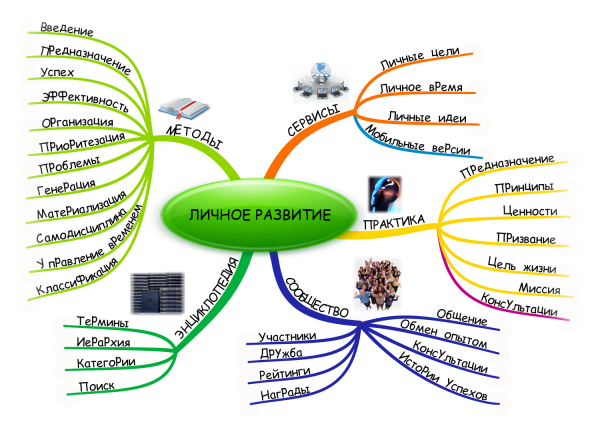 ЛИЧНОЕ РАЗВИТИЕ
МЕТОДЫ
Введение
Предназначение
Успех
Эффективность
Организация
Приоритезация
Проблемы
Генерация
Материализация
Самодисциплина
Управление временем
Классификация
СЕРВИСЫ
Личные цели
Личное время
Личные идеи
Мобильные версии
ПРАКТИКА
Предназначение
Принципы
Ценности
Призвание
Цель жизни
Миссия
Консультации
СООБЩЕСТВО
Общение
Обмен опытом
Консультации
Истории Успехов
Участники
Дружба
Рейтинги
Награды
ЭНЦИКЛОПЕДИЯ
Термины
Иерархия
Категории
Поиск